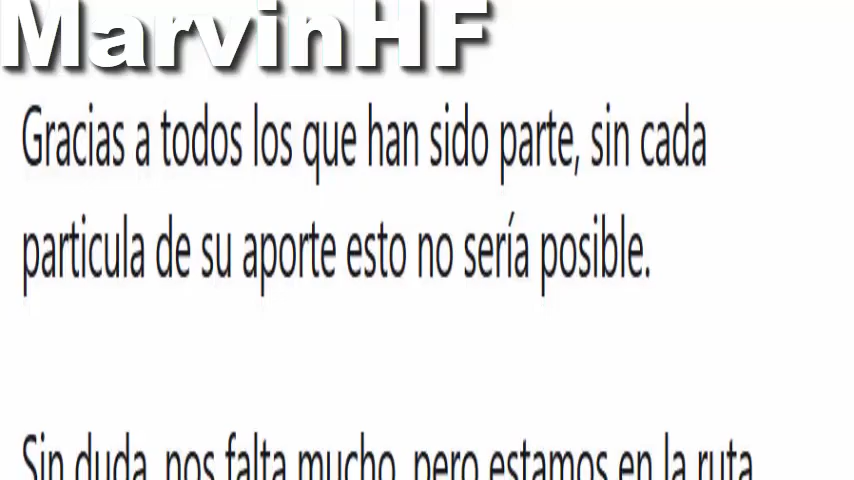 MarvinHF
Gracias a todos los que han sido parte, sin cada
particula de su aporte esto no sería posible.
Sin duda, nos falta mucho, pero estamos en la ruta